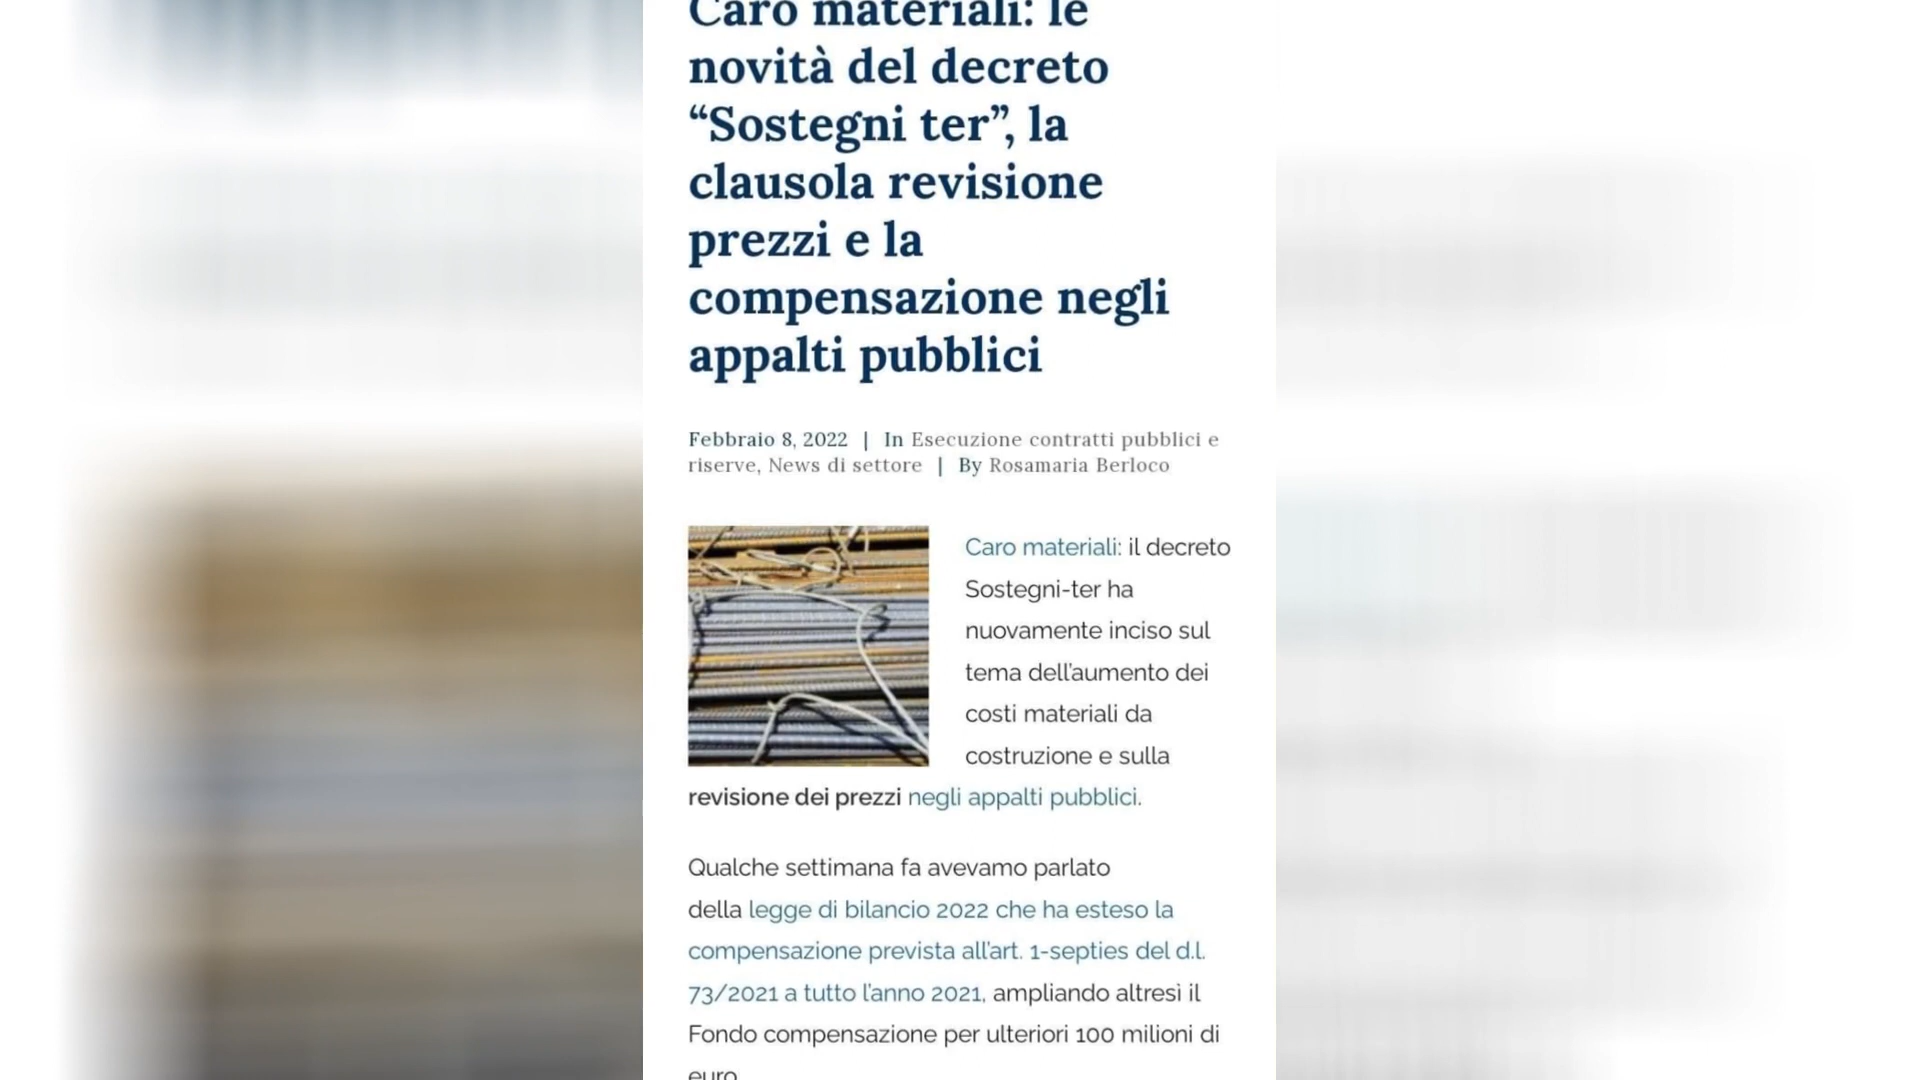 Caro materiali: le
novità del decreto
“Sostegni ter”, la
clausola revisione
prezzi e la
compensazione negli
appalti pubblici
Febbraio 8, 2022 | In Esecuzione contratti pubblici e
riserve, News di settore | By Rosamaria Berloco
Caro materiali: il decreto
Sostegni-ter ha
nuovamente inciso sul
tema dell’aumento dei
costi materiali da
costruzione e sulla
revisione dei prezzi negli appalti pubblici.
Qualche settimana fa avevamo parlato
della legge di bilancio 2022 che ha esteso la
compensazione prevista all’art. 1-septies del d.l.
73/2021 a tutto l’anno 2021, ampliando altresì il
Fondo compensazione per ulteriori 100 milioni di
euro